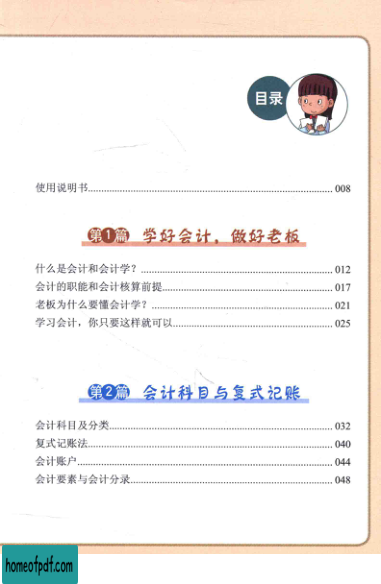 目录
使用说明书 008
第1篇 学好会计，做好老板
什么是会计和会计学？ 012
会计的职能和会计核算前提 017
老板为什么要懂会计学？ 021
学习会计，你只要这样就可以 025
第2篇 会计科目与复式记账
会计科目及分类 032
复式记账法 040
会计账户 044
会计要素与会计分录 048
homeofpdf.com